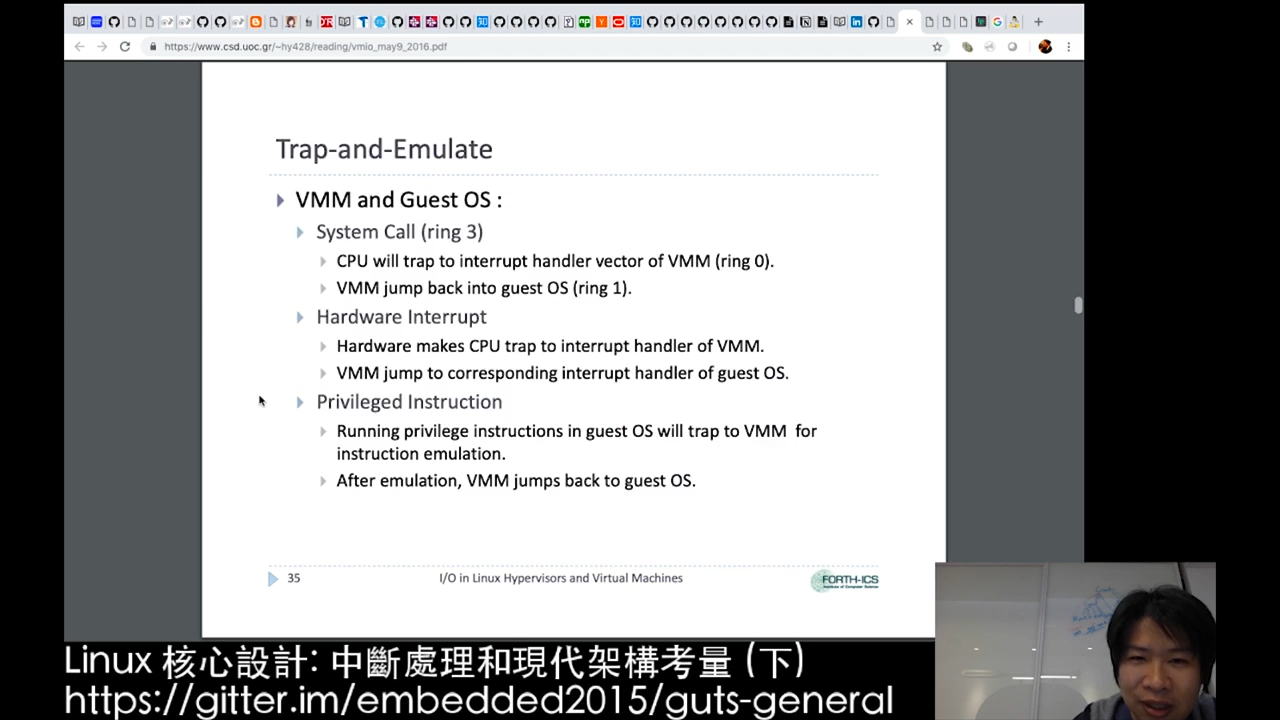 https://www.csd.uoc.gr/~hy428/reading/vmio_may9_2016.pdf
Trap-and-Emulate
VMM and Guest OS :
System Call (ring 3)
CPU will trap to interrupt handler vector of VMM (ring 0).
VMM jump back into guest OS (ring 1).
Hardware Interrupt
Hardware makes CPU trap to interrupt handler of VMM.
VMM jump to corresponding interrupt handler of guest OS.
Privileged Instruction
Running privilege instructions in guest OS will trap to VMM for
instruction emulation.
After emulation, VMM jumps back to guest OS.
35
I/O in Linux Hypervisors and Virtual Machines
FORTH-ICS
Linux 核心設計: 中斷處理和現代架構考量 (下)
https://gitter.im/embedded2015/guts-general